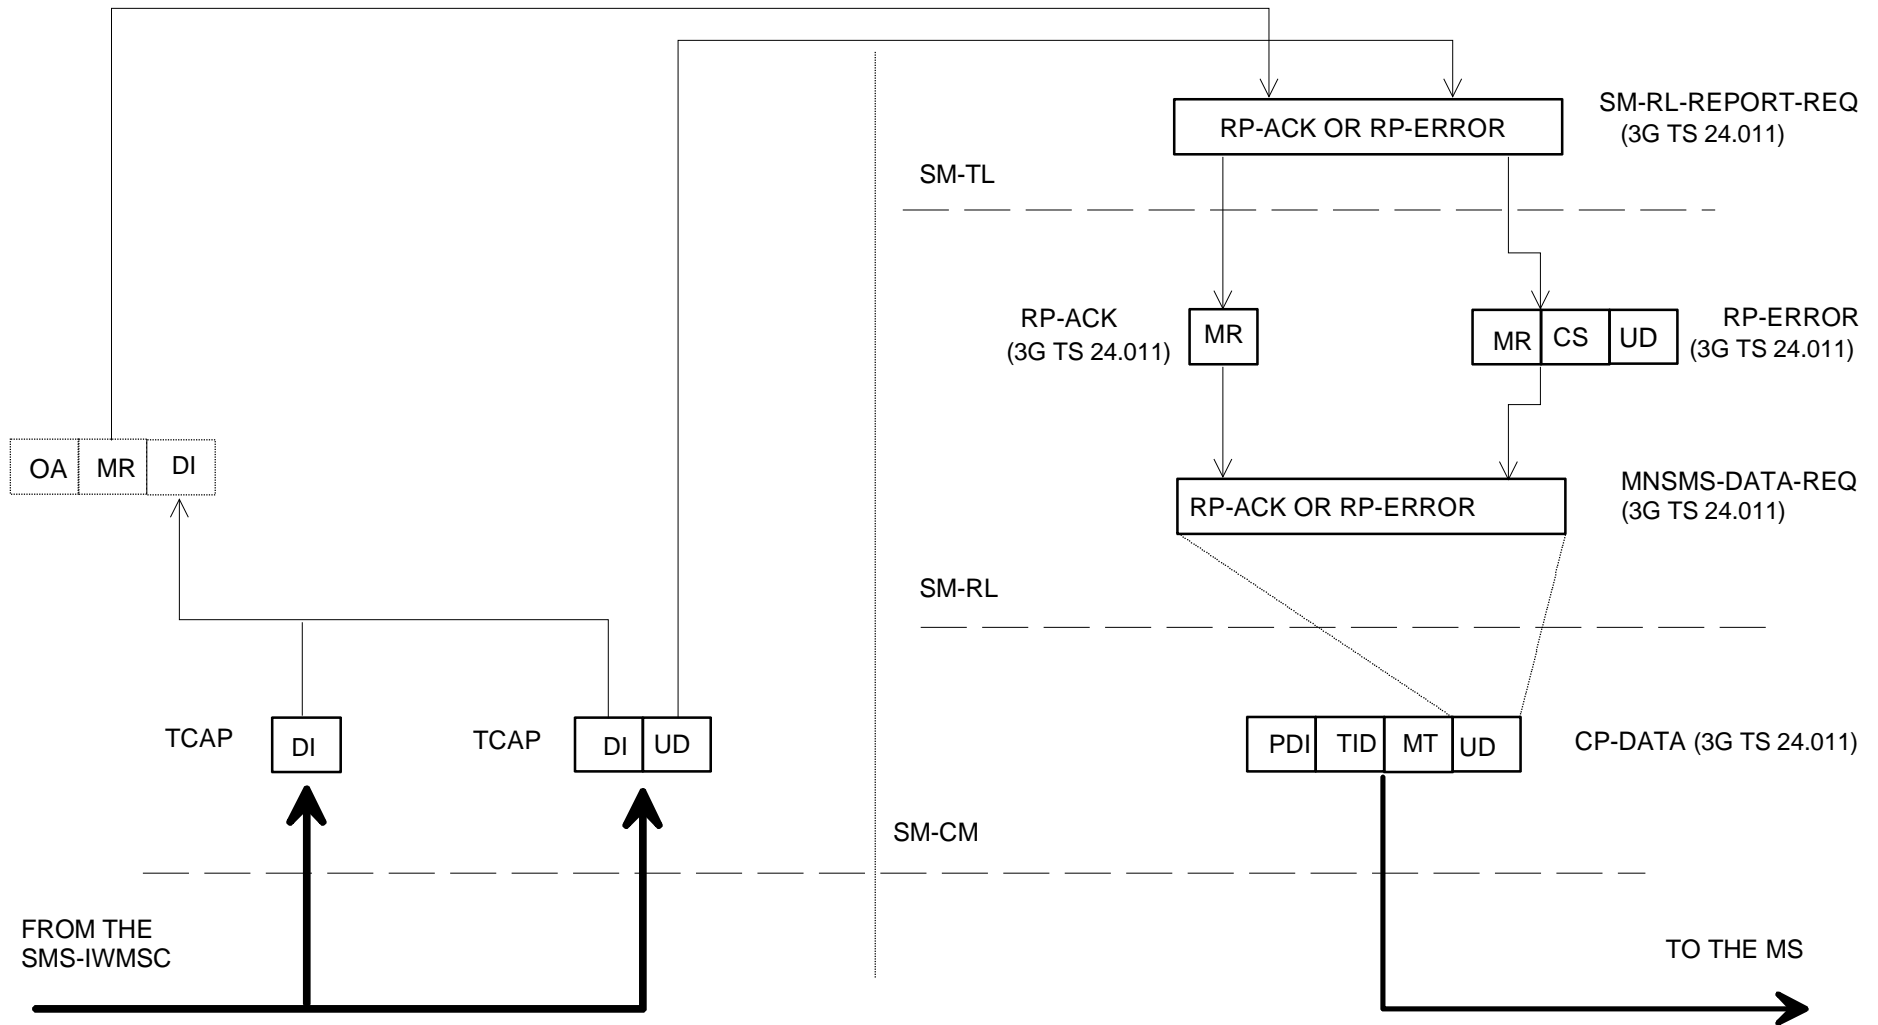 SM-RL-REPORT-REQ
RP-ACK OR RP-ERROR
(3G TS 24.011)
SM-TL
RP-ACK
(3G TS 24.011)
MR
MR CS UD
RP-ERROR
(3G TS 24.011)
OA MR DI
MNSMS-DATA-REQ
(3G TS 24.011)
RP-ACK OR RP-ERROR
SM-RL
TCAP
DI
TCAP
DI UD
PDI TID MT UD
CP-DATA (3G TS 24.011)
SM-CM
FROM THE
SMS-IWMSC
TO THE MS